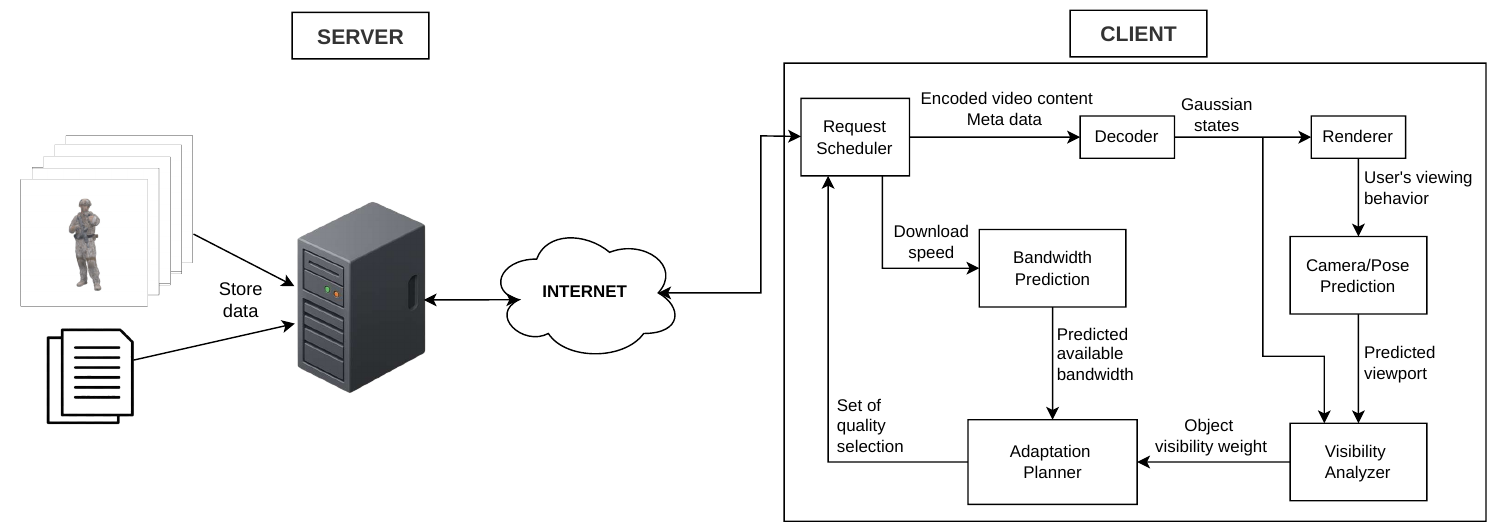 SERVER
CLIENT
Request
Scheduler
Encoded video content
Meta data
Decoder
Gaussian
states
Renderer
User's viewing
behavior
Download
speed
Bandwidth
Prediction
Camera/Pose
Prediction
Store
data
INTERNET
Predicted
available
bandwidth
Predicted
viewport
Set of
quality
selection
Adaptation
Planner
Object
visibility weight
Visibility
Analyzer